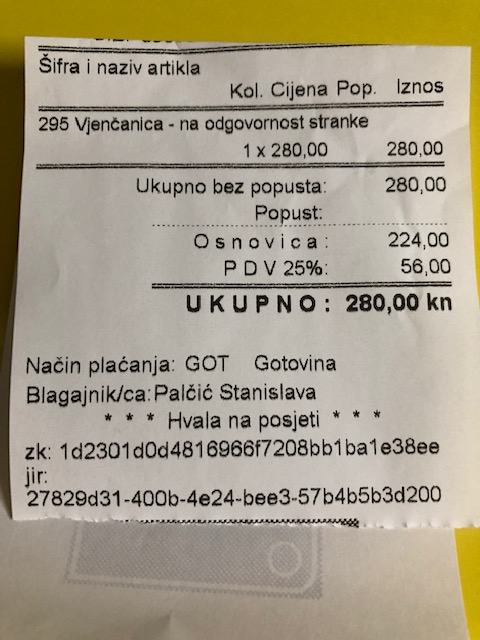 Šifra i naziv artikla
Kol. Cijena Pop. Iznos
295 Vjenčanica - na odgovornost stranke
1 x 280,00 280,00
Ukupno bez popusta: 280,00
Popust:
Osnovica: 224,00
PDV 25%: 56,00
UKUPNO: 280,00 kn
Način plaćanja: GOT Gotovina
Blagajnik/ca: Palčić Stanislava
* * * Hvala na posjeti * * *
zk: 1d2301d0d4816966f7208bb1ba1e38ee
jir:
27829d31-400b-4e24-bee3-57b4b5b3d200